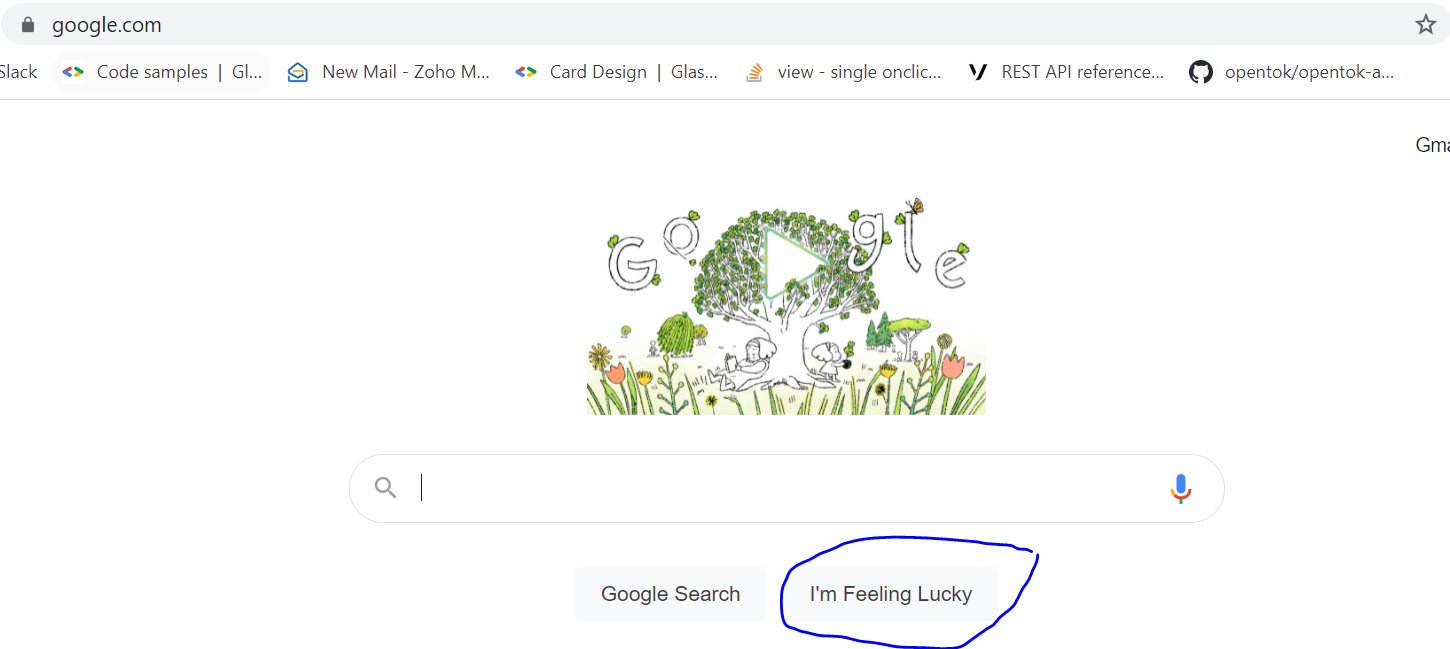 google.com
Slack Code samples | Gl... New Mail - Zoho M... Card Design | Glas... view - single onclic... REST API reference... opentok/opentok-a...
Gma
Google
Google Search I'm Feeling Lucky